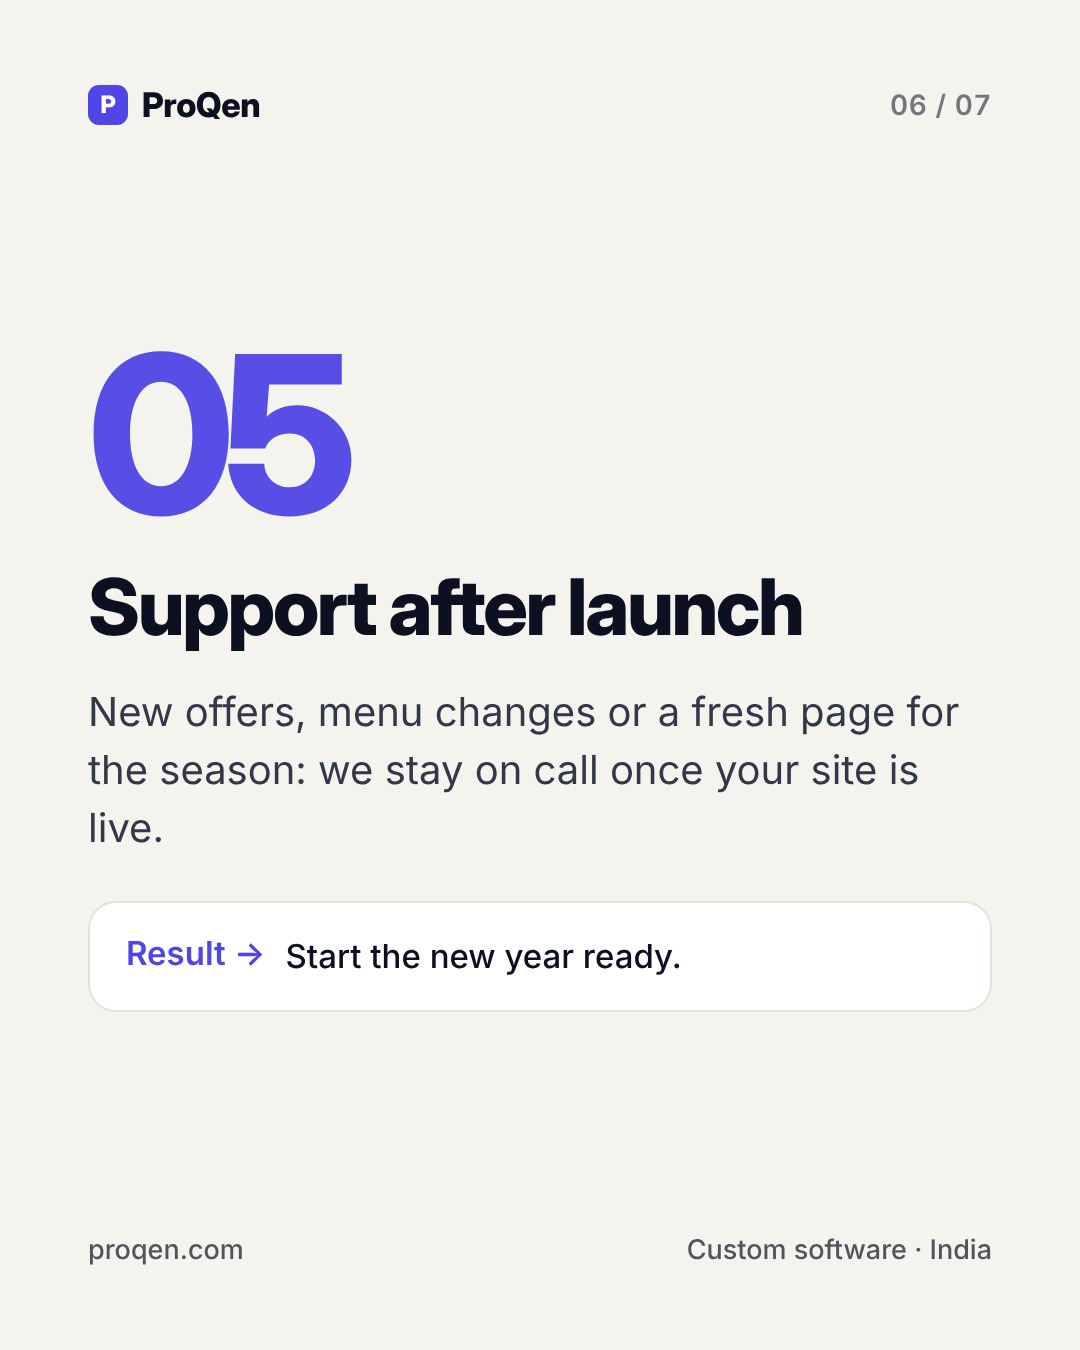 P ProQen
06 / 07
05
Support after launch
New offers, menu changes or a fresh page for
the season: we stay on call once your site is
live.
Result → Start the new year ready.
proqen.com
Custom software · India